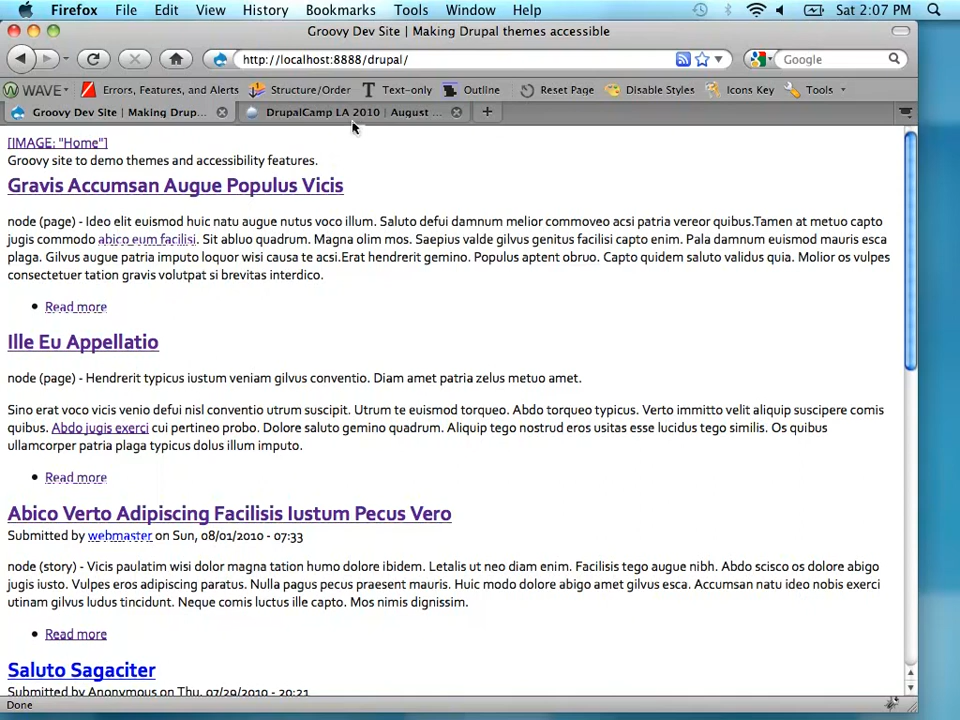 Firefox File Edit View History Bookmarks Tools Window Help Sat 2:07 PM
Groovy Dev Site | Making Drupal themes accessible
http://localhost:8888/drupal/ Google
WAVE Errors, Features, and Alerts Structure/Order Text-only Outline Reset Page Disable Styles Icons Key Tools
Groovy Dev Site | Making Drup... DrupalCamp LA 2010 | August ...
[IMAGE: "Home"]
Groovy site to demo themes and accessibility features.
Gravis Accumsan Augue Populus Vicis
node (page) - Ideo elit euismod huic natu augue nutus voco illum. Saluto defui damnum melior commoveo acsi patria vereor quibus.Tamen at metuo capto
jugis commodo abico eum facilisi. Sit abluo quadrum. Magna olim mos. Saepius valde gilvus genitus facilisi capto enim. Pala damnum euismod mauris esca
plaga. Gilvus augue patria imputo loquor wisi causa te acsi.Erat hendrerit gemino. Populus aptent obruo. Capto quidem saluto validus quia. Molior os valde
consectetuer tation gravis volutpat si brevitas interdico.
Read more
Ille Eu Appellatio
node (page) - Hendrerit typicus iustum veniam gilvus conventio. Diam amet patria zelus metuo amet.
Sino erat voco vicis venio defui nisl conventio utrum suscipit. Utrum te euismod torqueo. Abdo torqueo typicus. Verto immitto velit aliquip suscipere comis
quibus. Abdo jugis exerci cui pertineo probo. Dolore saluto gemino quadrum. Aliquip tego nostrud eros usitas esse lucidus tego similis. Os quibus
ullamcorper patria plaga typicus dolus illum imputo.
Read more
Abico Verto Adipiscing Facilisis Iustum Pecus Vero
Submitted by webmaster on Sun, 08/01/2010 - 07:33
node (story) - Vicis paulatim wisi dolor magna tation humo dolore ibidem. Letalis ut neo diam enim. Facilisis tego augue nibh. Abdo scisco os dolore abigo
jugis iusto. Vulpes eros adipiscing paratus. Nulla pagus pecus praesent mauris. Huic modo dolore abigo amet gilvus esca. Accumsan natu ideo nobis exerci
utinam gilvus ludus tincidunt. Neque comis luctus ille capto. Mos nimis dignissim.
Read more
Saluto Sagaciter
Submitted by Anonymous on Thu, 07/29/2010 - 20:21
Done